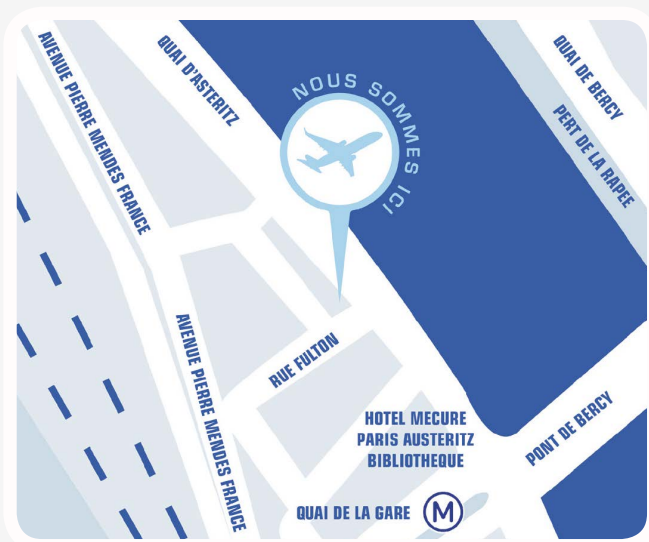 AVENUE PIERRE MENDES FRANCE
QUAI D'ASTERITZ
NOUS SOMMES ICI
QUAI DE BERCY
PERT DE LA RAPEE
AVENUE PIERRE MENDES FRANCE
RUE FULTON
HOTEL MECURE
PARIS AUSTERITZ
BIBLIOTHEQUE
PONT DE BERCY
QUAI DE LA GARE M